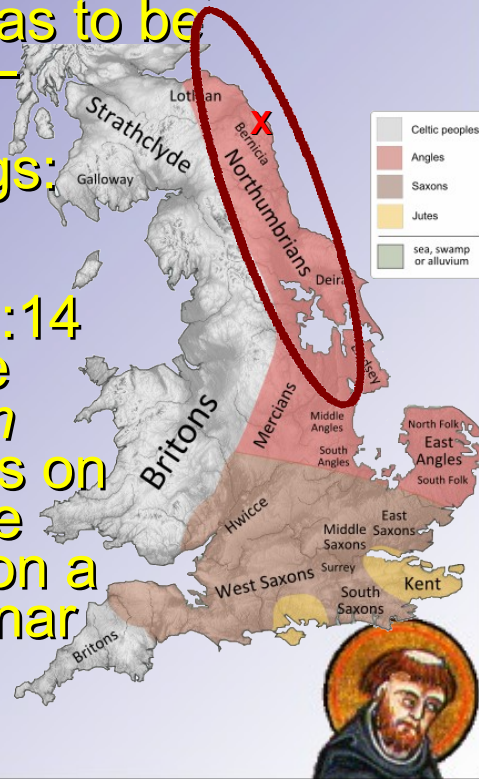 as to be
–
gs:
:14
e
n
s on
e
on a
nar
Lothian
Strathclyde
Galloway
X
Bernicia
Northumbrians
Deira
Lindsey
Britons
Mercians
Middle
Angles
South
Angles
North Folk
East
Angles
South Folk
Hwicce
Middle
Saxons
East
Saxons
West Saxons
Surrey
Kent
South
Saxons
Britons
Celtic peoples
Angles
Saxons
Jutes
sea, swamp
or alluvium